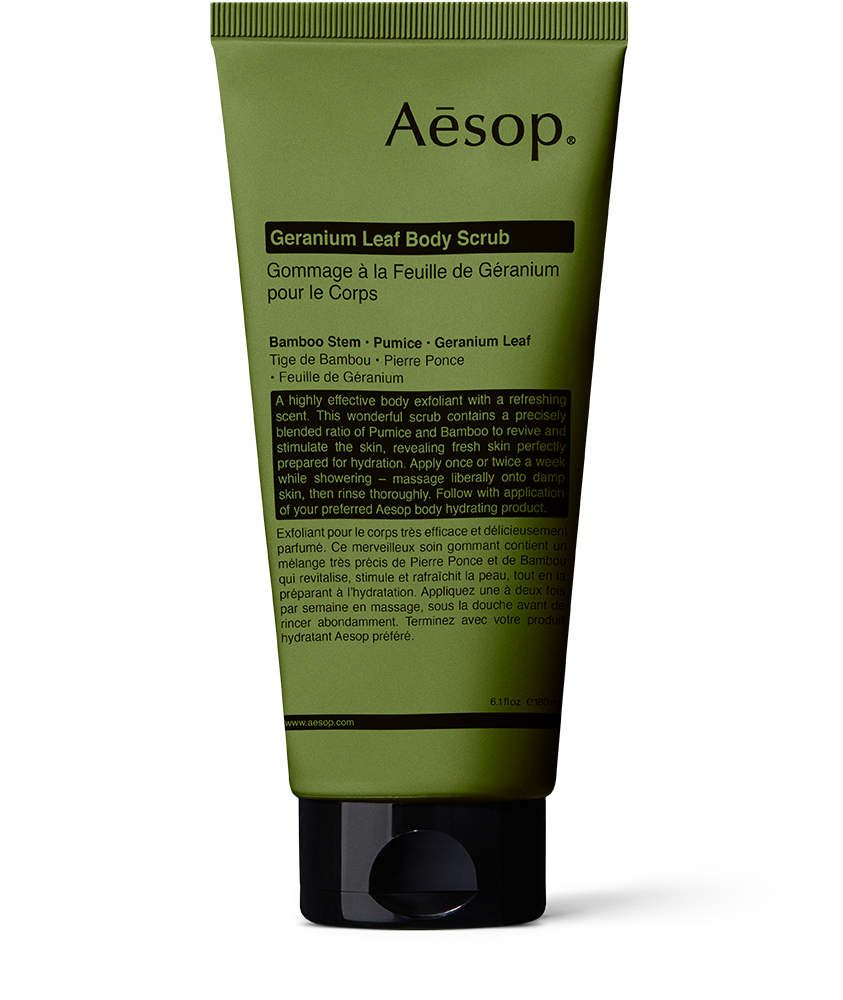 Aēsop.®
Geranium Leaf Body Scrub
Gommage à la Feuille de Géranium
pour le Corps
Bamboo Stem · Pumice · Geranium Leaf
Tige de Bambou · Pierre Ponce
· Feuille de Géranium
A highly effective body exfoliant with a refreshing
scent. This wonderful scrub contains a precisely
blended ratio of Pumice and Bamboo to revive and
stimulate the skin, revealing fresh skin perfectly
prepared for hydration. Apply once or twice a week
while showering – massage liberally onto damp
skin, then rinse thoroughly. Follow with application
of your preferred Aesop body hydrating product.
Exfoliant pour le corps très efficace et délicieusement
parfumé. Ce merveilleux soin gommant contient un
mélange très précis de Pierre Ponce et de Bambou
qui revitalise, stimule et rafraîchit la peau, tout en la
préparant à l'hydratation. Appliquez une à deux fois
par semaine en massage, sous la douche avant de
rincer abondamment. Terminez avec votre produit
hydratant Aesop préféré.
6.1 fl oz ℮180 mL
www.aesop.com